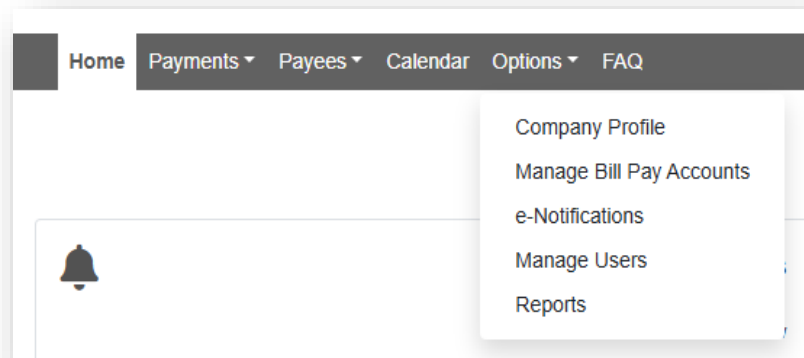 Home Payments Payees Calendar Options FAQ
Company Profile
Manage Bill Pay Accounts
e-Notifications
Manage Users
Reports